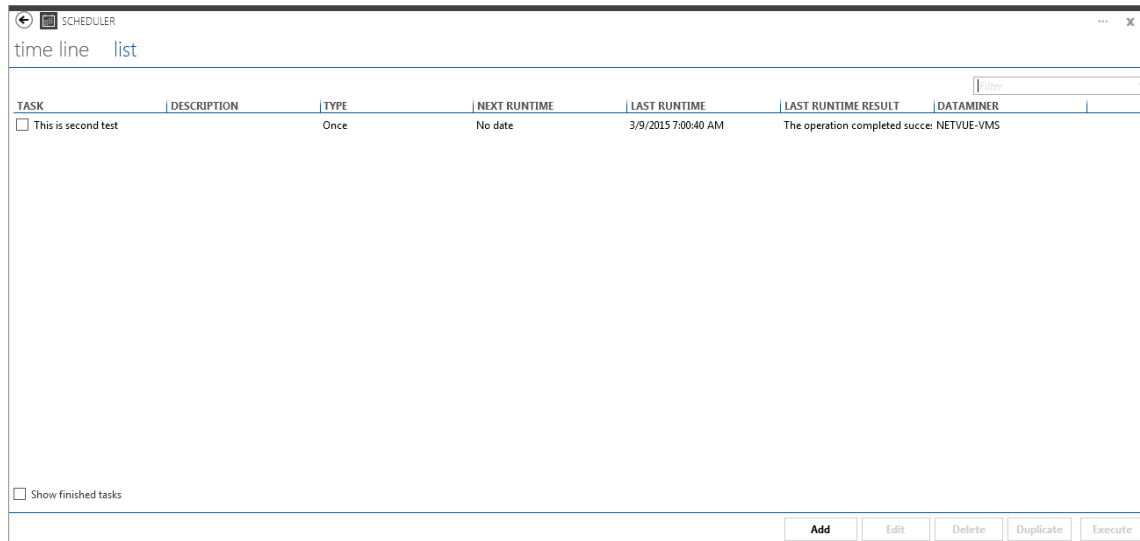 SCHEDULER ... x
time line list
Filter
TASK DESCRIPTION TYPE NEXT RUNTIME LAST RUNTIME LAST RUNTIME RESULT DATAMINER
This is second test Once No date 3/9/2015 7:00:40 AM The operation completed succe: NETVUE-VMS
Show finished tasks
Add Edit Delete Duplicate Execute